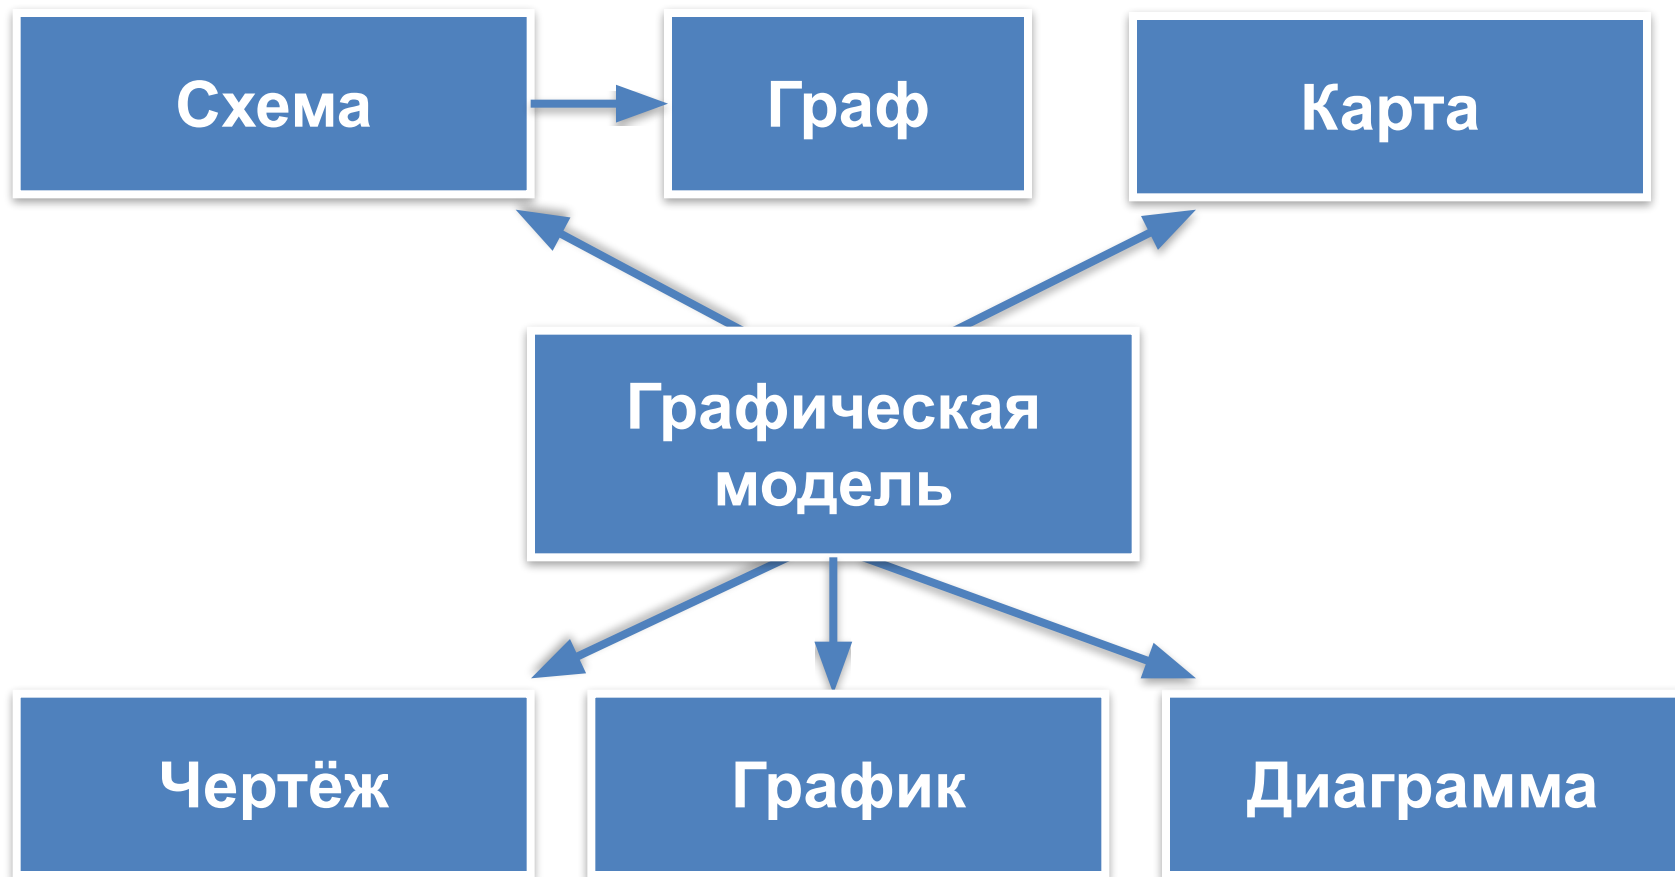 Схема
Граф
Карта
Графическая
модель
Чертёж
График
Диаграмма